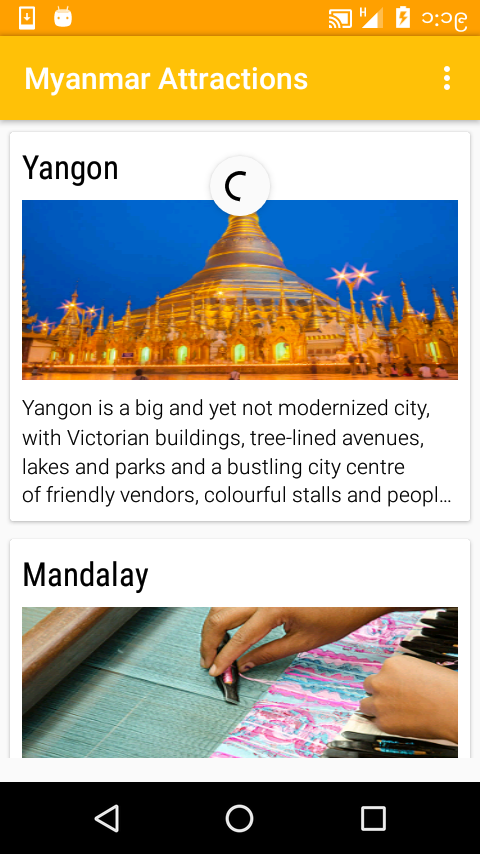 H
၁:၁၉
Myanmar Attractions
Yangon
Yangon is a big and yet not modernized city,
with Victorian buildings, tree-lined avenues,
lakes and parks and a bustling city centre
of friendly vendors, colourful stalls and peopl…
Mandalay